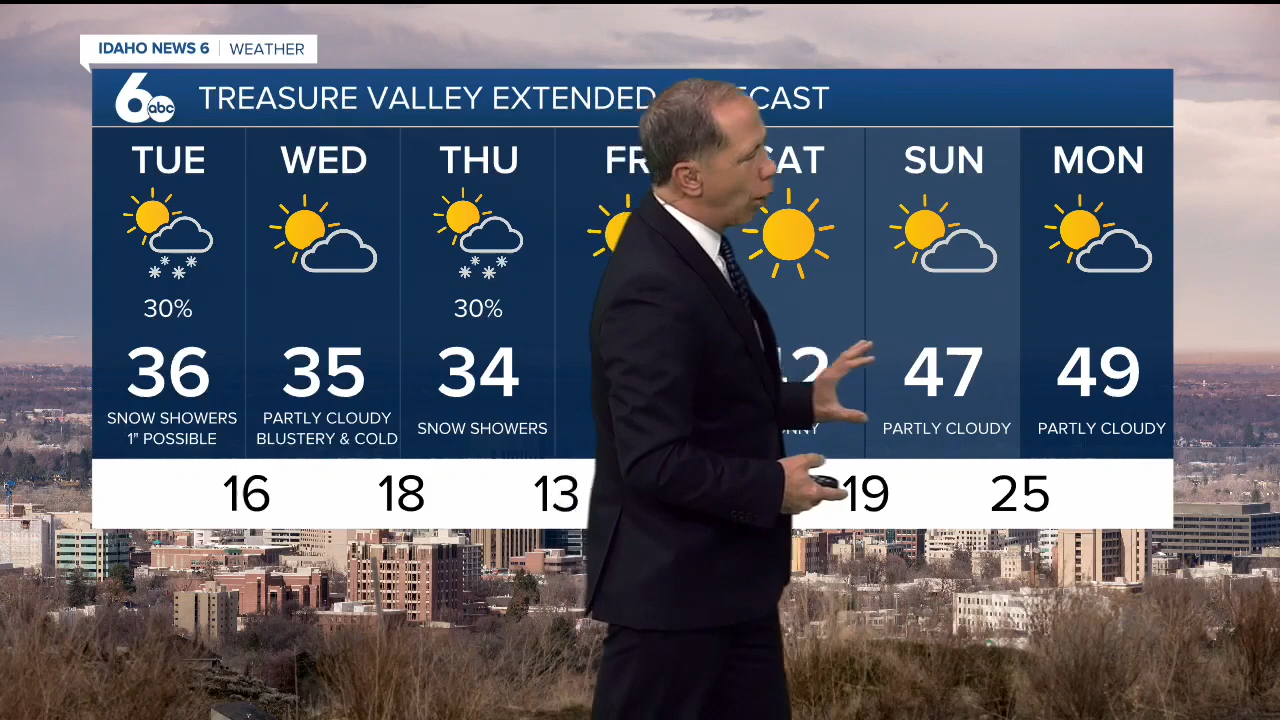 IDAHO NEWS 6 | WEATHER
6 abc TREASURE VALLEY EXTENDED
TUE WED THU SUN MON
30% 30%
36 35 34 47 49
SNOW SHOWERS PARTLY CLOUDY SNOW SHOWERS PARTLY CLOUDY PARTLY CLOUDY
1" POSSIBLE BLUSTERY & COLD
16 18 13 19 25